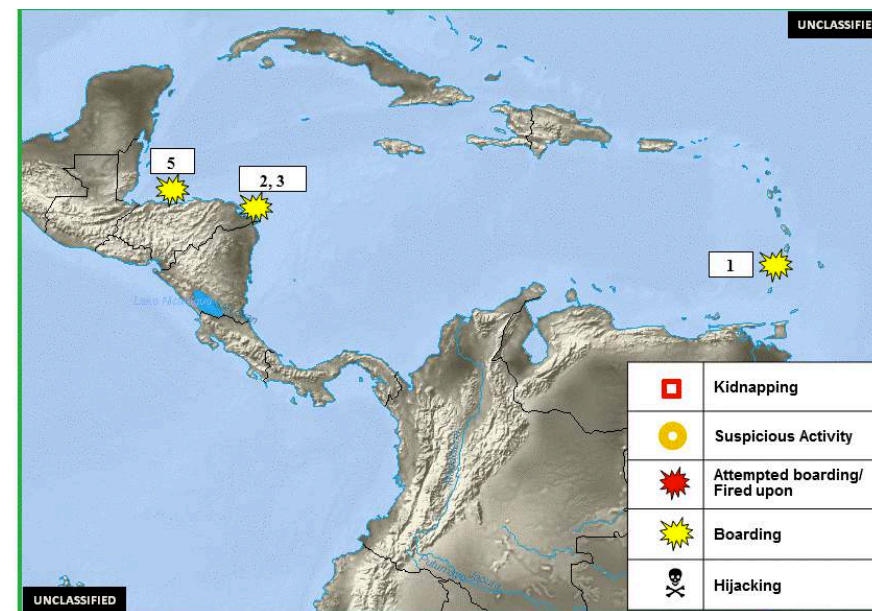 UNCLASSIFIE
5
2, 3
1
Kidnapping
Suspicious Activity
Attempted boarding/
Fired upon
Boarding
Hijacking
UNCLASSIFIED